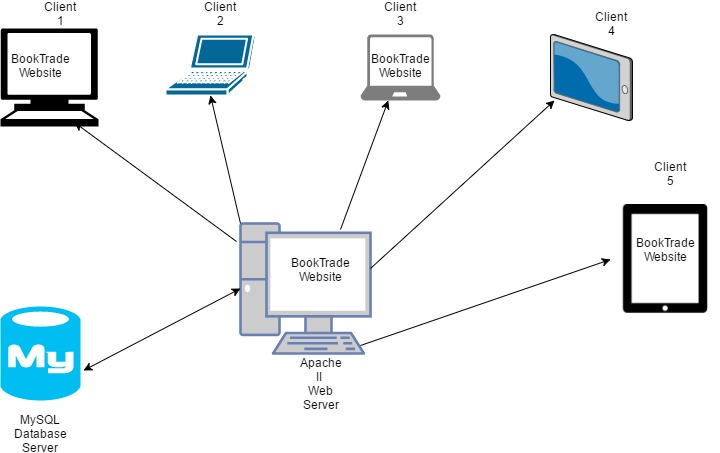 Client
1
Client
2
Client
3
Client
4
BookTrade
Website
BookTrade
Website
Client
5
BookTrade
Website
BookTrade
Website
My
Apache
II
Web
Server
MySQL
Database
Server